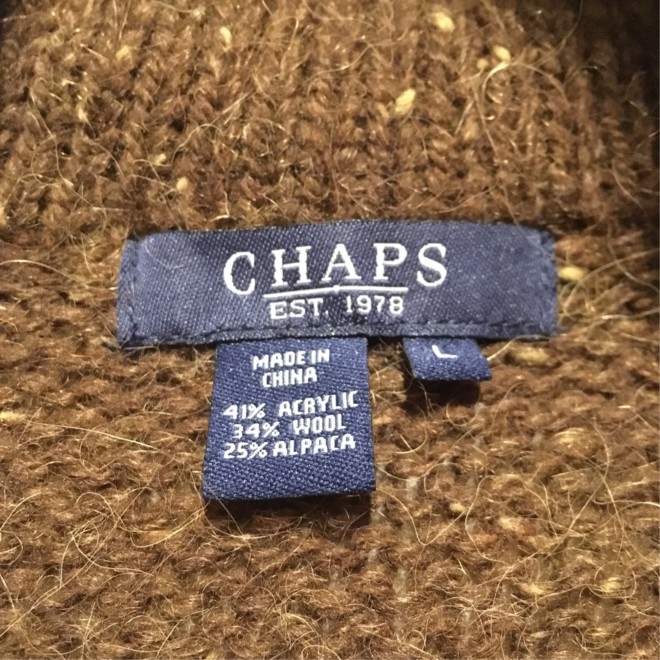 CHAPS
EST. 1978
L
MADE IN
CHINA
41% ACRYLIC
34% WOOL
25% ALPACA